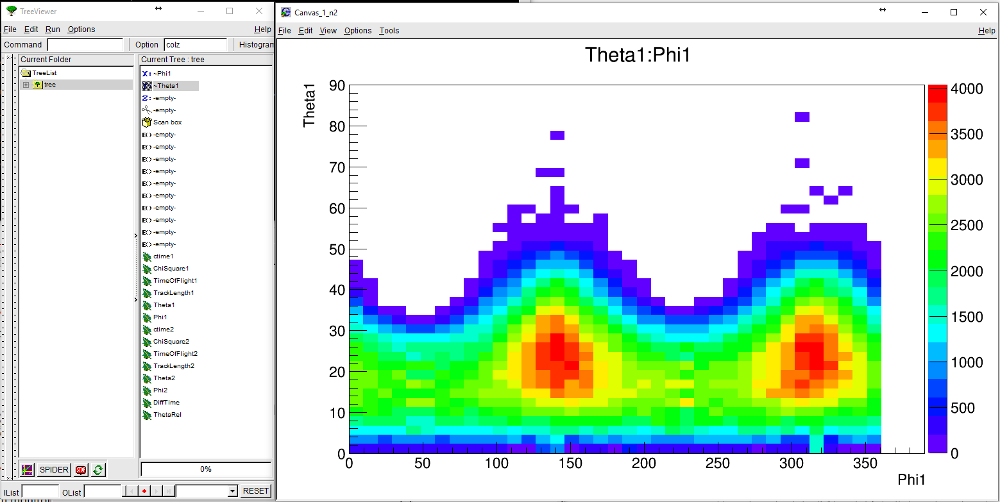 TreeViewer
File Edit Run Options Help
Command Option colz Histogram
Current Folder
TreeList
tree
Current Tree : tree
X: ~Phi1
~Theta1
Z: -empty-
-empty-
Scan box
E() -empty-
E() -empty-
E() -empty-
E() -empty-
E() -empty-
E() -empty-
E() -empty-
E() -empty-
E() -empty-
E() -empty-
ctime1
ChiSquare1
TimeOfFlight1
TrackLength1
Theta1
Phi1
ctime2
ChiSquare2
TimeOfFlight2
TrackLength2
Theta2
Phi2
DiffTime
ThetaRel
SPIDER
STOP
0%
IList OList RESET
Canvas_1_n2
File Edit View Options Tools Help
Theta1:Phi1
Theta1
90
80
70
60
50
40
30
20
10
0
0 50 100 150 200 250 300 350
Phi1
4000
3500
3000
2500
2000
1500
1000
500
0